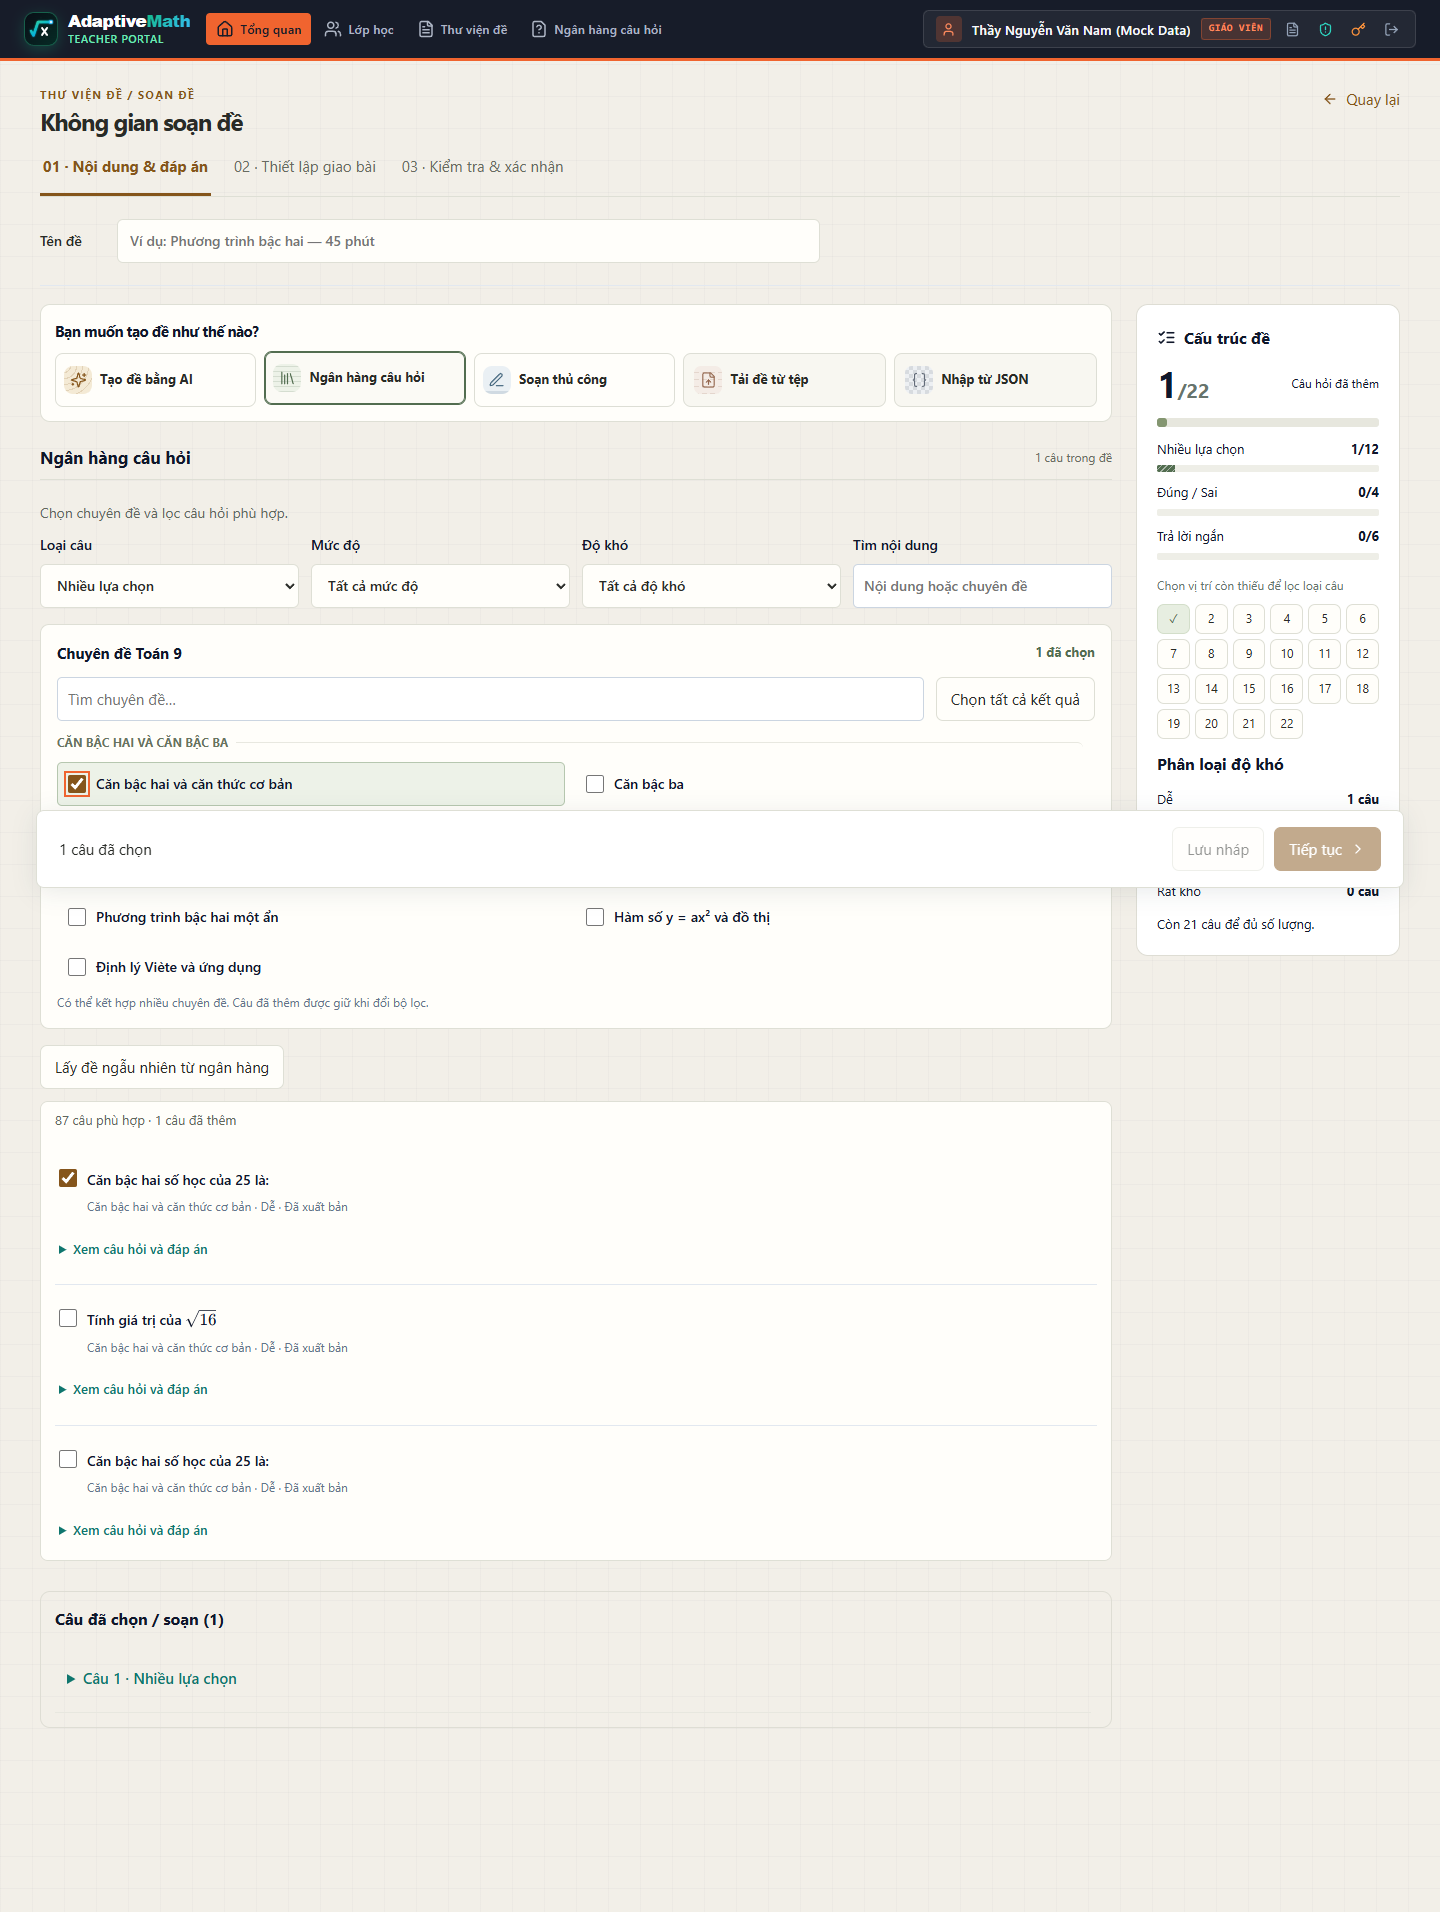 AdaptiveMath
TEACHER PORTAL
Tổng quan
Lớp học
Thư viện đề
Ngân hàng câu hỏi
Thầy Nguyễn Văn Nam (Mock Data)
GIÁO VIÊN
THƯ VIỆN ĐỀ / SOẠN ĐỀ
Quay lại
Không gian soạn đề
01 · Nội dung & đáp án
02 · Thiết lập giao bài
03 · Kiểm tra & xác nhận
Tên đề
Ví dụ: Phương trình bậc hai — 45 phút
Bạn muốn tạo đề như thế nào?
Tạo đề bằng AI
Ngân hàng câu hỏi
Soạn thủ công
Tải đề từ tệp
Nhập từ JSON
Ngân hàng câu hỏi
1 câu trong đề
Chọn chuyên đề và lọc câu hỏi phù hợp.
Loại câu
Mức độ
Độ khó
Tìm nội dung
Nhiều lựa chọn
Tất cả mức độ
Tất cả độ khó
Nội dung hoặc chuyên đề
Chuyên đề Toán 9
1 đã chọn
Tìm chuyên đề...
Chọn tất cả kết quả
CĂN BẬC HAI VÀ CĂN BẬC BA
Căn bậc hai và căn thức cơ bản
Căn bậc ba
1 câu đã chọn
Lưu nháp
Tiếp tục
Phương trình bậc hai một ẩn
Hàm số y = ax² và đồ thị
Định lý Viète và ứng dụng
Có thể kết hợp nhiều chuyên đề. Câu đã thêm được giữ khi đổi bộ lọc.
Lấy đề ngẫu nhiên từ ngân hàng
87 câu phù hợp · 1 câu đã thêm
Căn bậc hai số học của 25 là:
Căn bậc hai và căn thức cơ bản · Dễ · Đã xuất bản
Xem câu hỏi và đáp án
Tính giá trị của √16
Căn bậc hai và căn thức cơ bản · Dễ · Đã xuất bản
Xem câu hỏi và đáp án
Căn bậc hai số học của 25 là:
Căn bậc hai và căn thức cơ bản · Dễ · Đã xuất bản
Xem câu hỏi và đáp án
Câu đã chọn / soạn (1)
Câu 1 · Nhiều lựa chọn
Cấu trúc đề
1/22
Câu hỏi đã thêm
Nhiều lựa chọn 1/12
Đúng / Sai 0/4
Trả lời ngắn 0/6
Chọn vị trí còn thiếu để lọc loại câu
✓ 2 3 4 5 6
7 8 9 10 11 12
13 14 15 16 17 18
19 20 21 22
Phân loại độ khó
Dễ 1 câu
Rất khó 0 câu
Còn 21 câu để đủ số lượng.